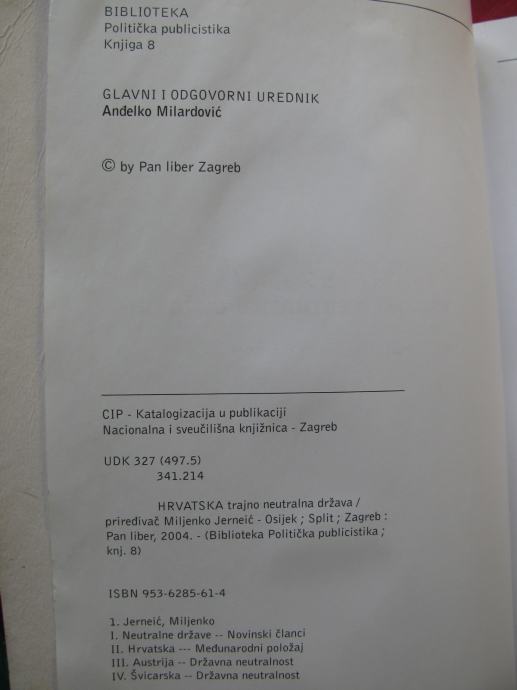 BIBLIOTEKA
Politička publicistika
Knjiga 8
GLAVNI I ODGOVORNI UREDNIK
Anđelko Milardović
© by Pan liber Zagreb
CIP - Katalogizacija u publikaciji
Nacionalna i sveučilišna knjižnica - Zagreb
UDK 327 (497.5)
341.214
HRVATSKA trajno neutralna država /
priređivač Miljenko Jerneić - Osijek ; Split ; Zagreb :
Pan liber, 2004. - (Biblioteka Politička publicistika ;
knj. 8)
ISBN 953-6285-61-4
1. Jerneić, Miljenko
I. Neutralne države -- Novinski članci
II. Hrvatska --- Međunarodni položaj
III. Austrija -- Državna neutralnost
IV. Švicarska -- Državna neutralnost